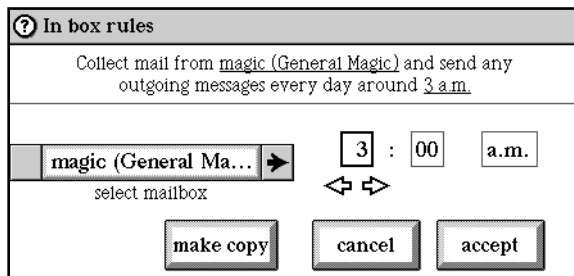 ? In box rules
Collect mail from magic (General Magic) and send any
outgoing messages every day around 3 a.m.
magic (General Ma... 3 : 00 a.m.
select mailbox
make copy cancel accept